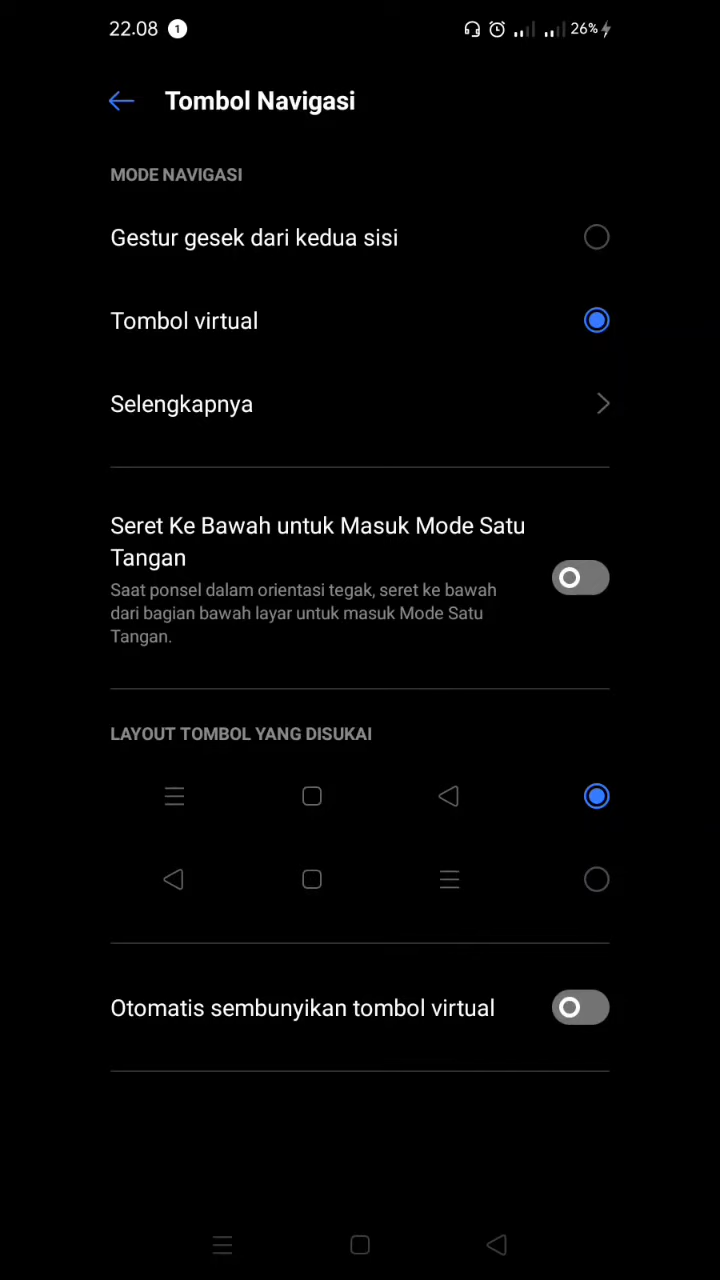 22.08 1 26%
Tombol Navigasi
MODE NAVIGASI
Gestur gesek dari kedua sisi
Tombol virtual
Selengkapnya
Seret Ke Bawah untuk Masuk Mode Satu
Tangan
Saat ponsel dalam orientasi tegak, seret ke bawah
dari bagian bawah layar untuk masuk Mode Satu
Tangan.
LAYOUT TOMBOL YANG DISUKAI
Otomatis sembunyikan tombol virtual